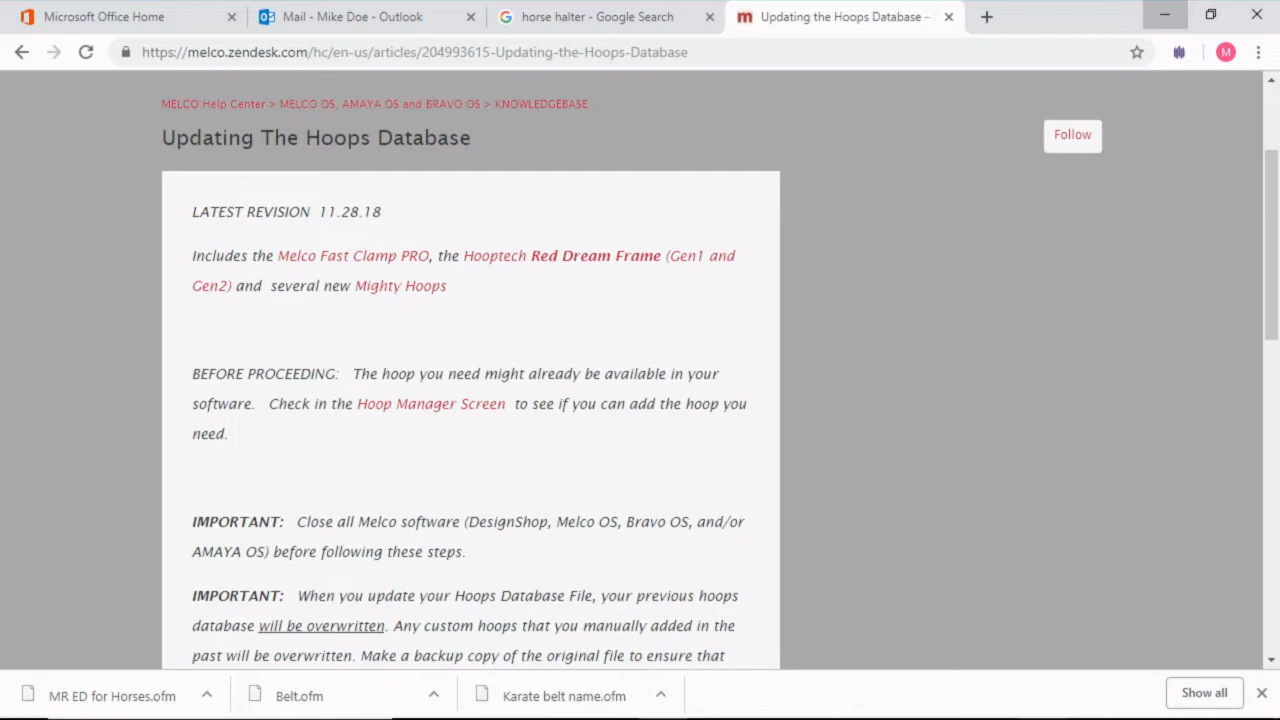 Microsoft Office Home
Mail - Mike Doe - Outlook
horse halter - Google Search
Updating the Hoops Database –
https://melco.zendesk.com/hc/en-us/articles/204993615-Updating-the-Hoops-Database
M
MELCO Help Center > MELCO OS, AMAYA OS and BRAVO OS > KNOWLEDGEBASE
Updating The Hoops Database
Follow
LATEST REVISION 11.28.18
Includes the Melco Fast Clamp PRO, the Hooptech Red Dream Frame (Gen1 and
Gen2) and several new Mighty Hoops
BEFORE PROCEEDING: The hoop you need might already be available in your
software. Check in the Hoop Manager Screen to see if you can add the hoop you
need.
IMPORTANT: Close all Melco software (DesignShop, Melco OS, Bravo OS, and/or
AMAYA OS) before following these steps.
IMPORTANT: When you update your Hoops Database File, your previous hoops
database will be overwritten. Any custom hoops that you manually added in the
past will be overwritten. Make a backup copy of the original file to ensure that
MR ED for Horses.ofm
Belt.ofm
Karate belt name.ofm
Show all